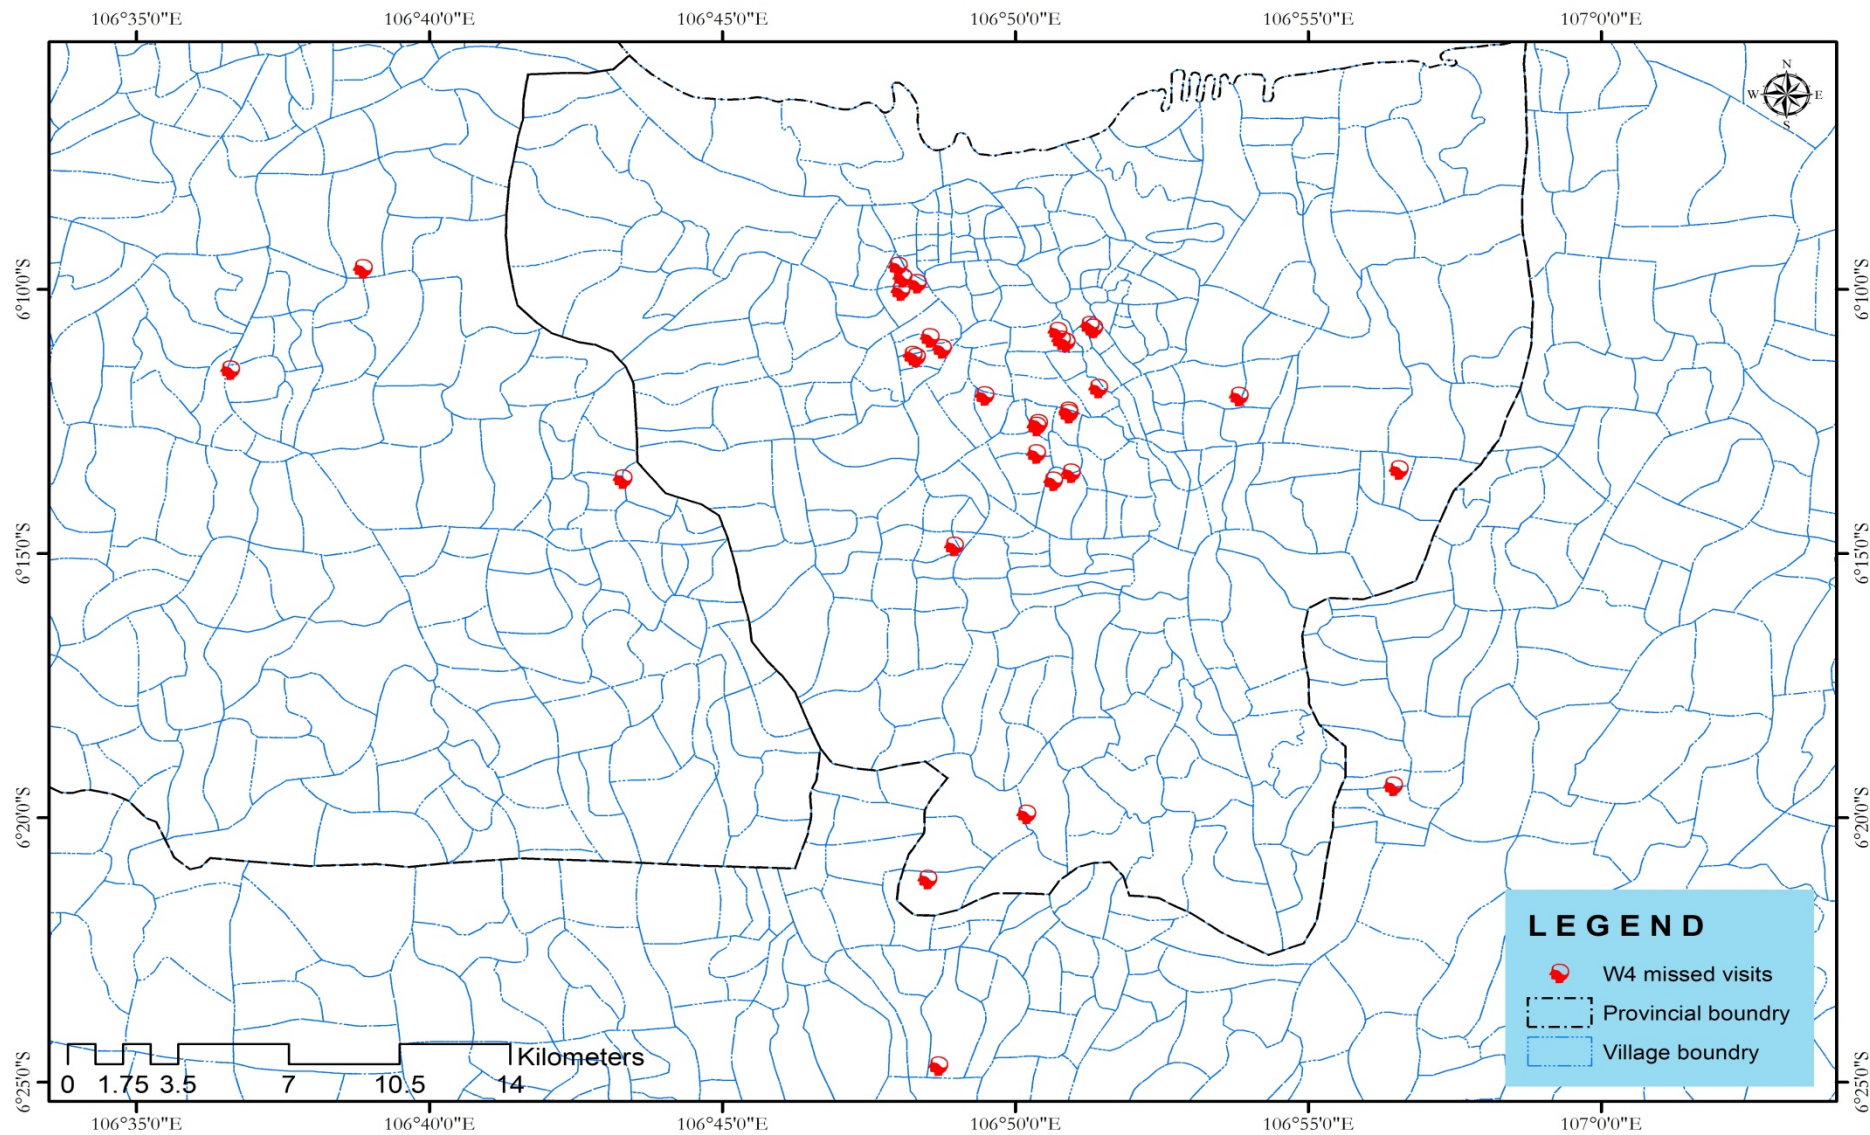 106°35'0"E 106°40'0"E 106°45'0"E 106°50'0"E 106°55'0"E 107°0'0"E
N
W E
S
6°10'0"S 6°10'0"S
6°15'0"S 6°15'0"S
6°20'0"S 6°20'0"S
6°25'0"S 6°25'0"S
LEGEND
W4 missed visits
Provincial boundry
Village boundry
Kilometers
0 1.75 3.5 7 10.5 14
106°35'0"E 106°40'0"E 106°45'0"E 106°50'0"E 106°55'0"E 107°0'0"E